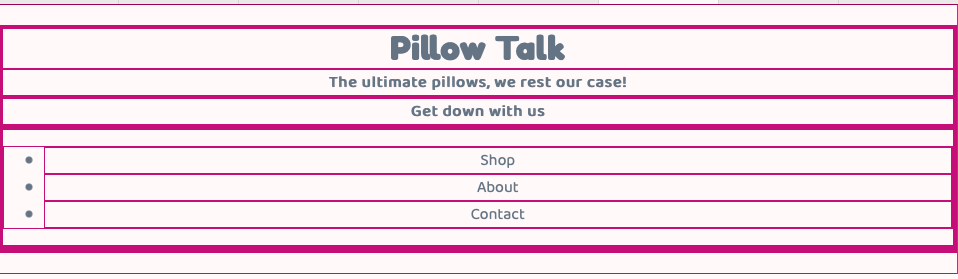 Pillow Talk
The ultimate pillows, we rest our case!
Get down with us
Shop
About
Contact